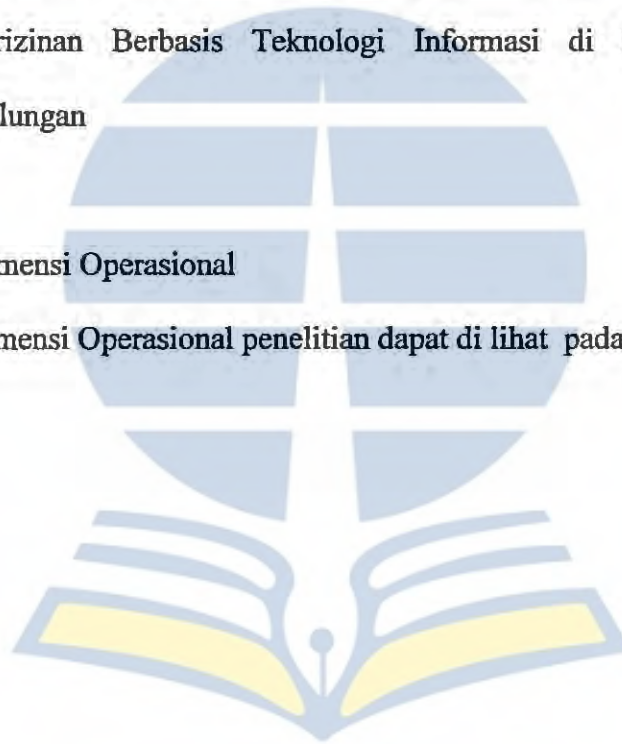 rizinan Berbasis Teknologi Informasi di
lungan
mensi Operasional
mensi Operasional penelitian dapat di lihat pada